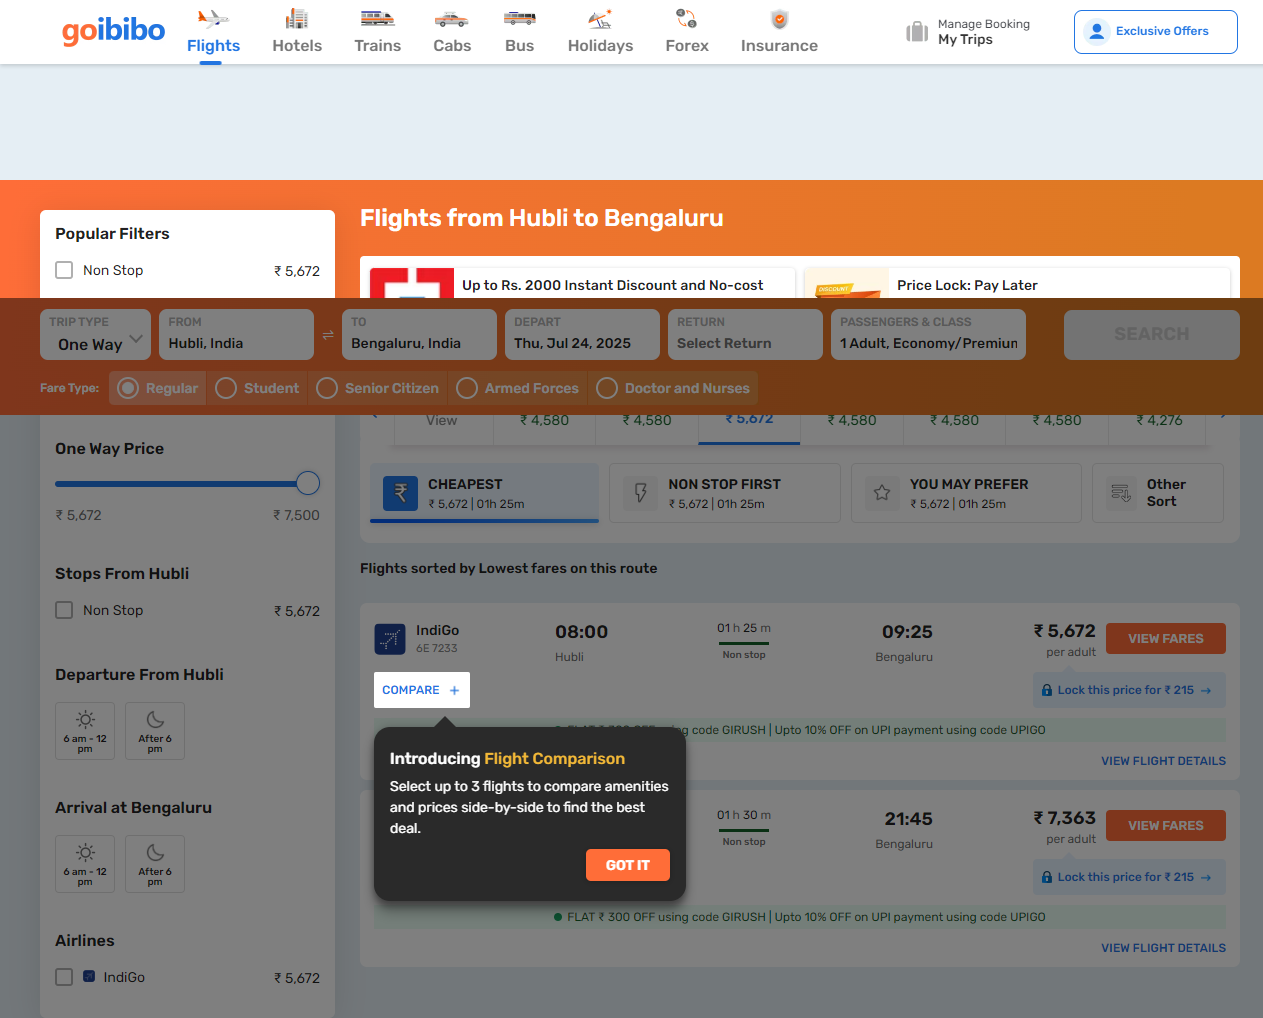 goibibo
Flights
Hotels
Trains
Cabs
Bus
Holidays
Forex
Insurance
Manage Booking
My Trips
Exclusive Offers
Flights from Hubli to Bengaluru
Popular Filters
Non Stop
₹ 5,672
Up to Rs. 2000 Instant Discount and No-cost
DISCOUNT
Price Lock: Pay Later
TRIP TYPE
One Way
FROM
Hubli, India
TO
Bengaluru, India
DEPART
Thu, Jul 24, 2025
RETURN
Select Return
PASSENGERS & CLASS
1 Adult, Economy/Premiun
SEARCH
Fare Type:
Regular
Student
Senior Citizen
Armed Forces
Doctor and Nurses
View
₹ 4,580
₹ 4,580
₹ 5,672
₹ 4,580
₹ 4,580
₹ 4,580
₹ 4,276
One Way Price
₹ 5,672
₹ 7,500
CHEAPEST
₹ 5,672 | 01h 25m
NON STOP FIRST
₹ 5,672 | 01h 25m
YOU MAY PREFER
₹ 5,672 | 01h 25m
Other
Sort
Stops From Hubli
Non Stop
₹ 5,672
Departure From Hubli
6 am - 12
pm
After 6
pm
Arrival at Bengaluru
6 am - 12
pm
After 6
pm
Airlines
IndiGo
₹ 5,672
Flights sorted by Lowest fares on this route
IndiGo
6E 7233
08:00
Hubli
01 h 25 m
Non stop
09:25
Bengaluru
₹ 5,672
per adult
VIEW FARES
COMPARE +
Lock this price for ₹ 215 →
ng code GIRUSH | Upto 10% OFF on UPI payment using code UPIGO
VIEW FLIGHT DETAILS
Introducing Flight Comparison
Select up to 3 flights to compare amenities
and prices side-by-side to find the best
deal.
GOT IT
01 h 30 m
Non stop
21:45
Bengaluru
₹ 7,363
per adult
VIEW FARES
Lock this price for ₹ 215 →
FLAT ₹ 300 OFF using code GIRUSH | Upto 10% OFF on UPI payment using code UPIGO
VIEW FLIGHT DETAILS